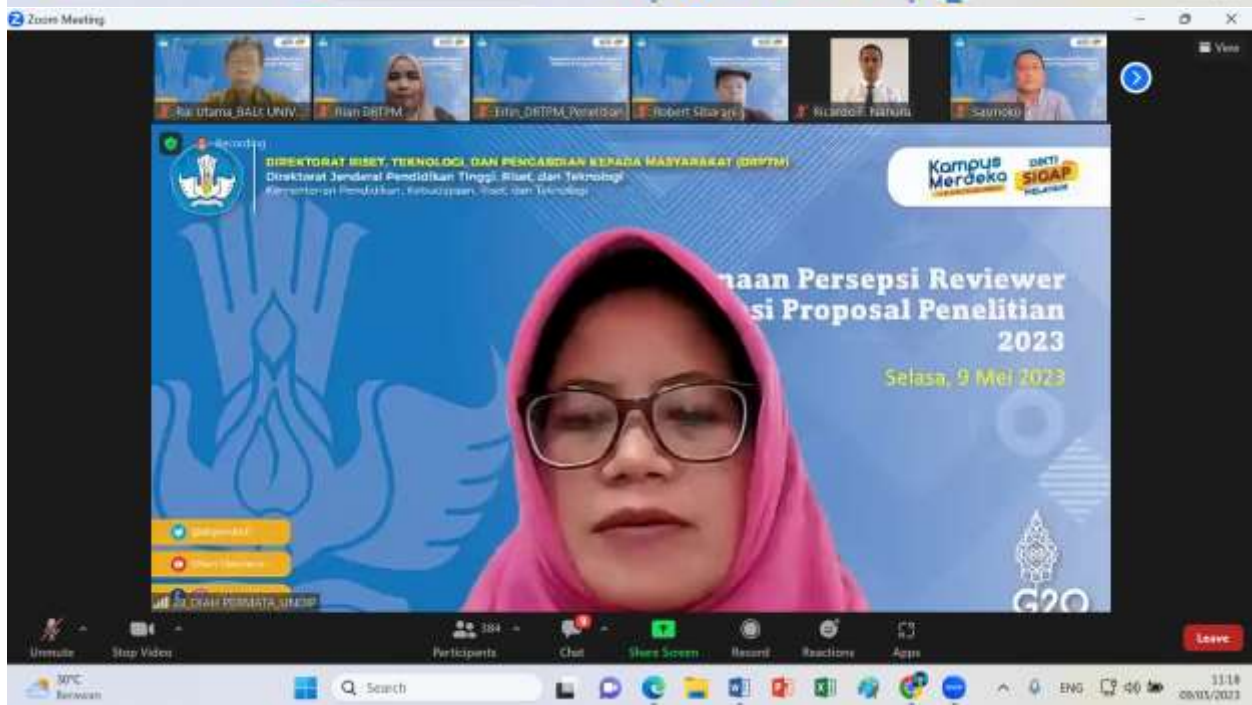 Zoom Meeting
View
Rai Utama_BALI: UNIV...
Rian DRTPM
Robert Sibarani
Ricardo F. Nanuru
Sasmoko
Recording
DIREKTORAT RISET, TEKNOLOGI, DAN PENGABDIAN KEPADA MASYARAKAT (DRPTM)
Direktorat Jenderal Pendidikan Tinggi, Riset, dan Teknologi
Kementerian Pendidikan, Kebudayaan, Riset, dan Teknologi
Kampus
Merdeka
DIKTI
SIGAP
MELAYANI
naan Persepsi Reviewer
si Proposal Penelitian
2023
Selasa, 9 Mei 2023
DIAH PERMATA_UNDIP
G20
Unmute
Stop Video
384
Participants
Chat
Share Screen
Record
Reactions
Apps
Leave
30°C
Berawan
Search
ENG
11:18
09/05/2023